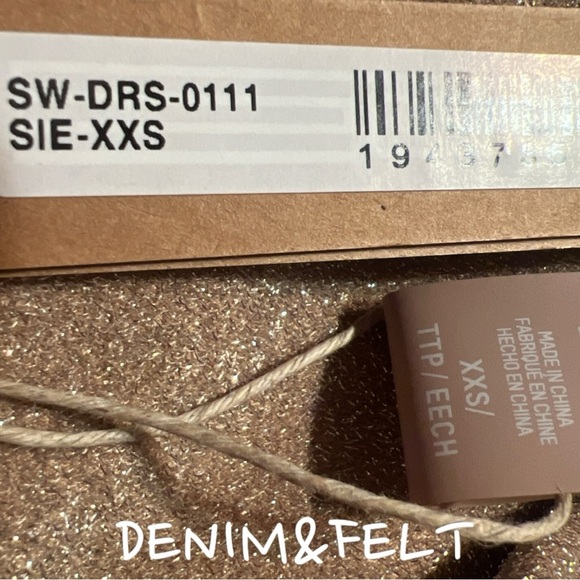 SW-DRS-0111
SIE-XXS
MADE IN CHINA
FABRIQUÉ EN CHINE
HECHO EN CHINA
XXS/
TTP / EECH
DENIM&FELT